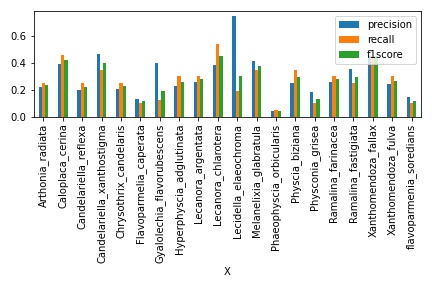 precision
recall
f1score
0.6
0.4
0.2
0.0
Arthonia_radiata
Caloplaca_cerina
Candelariella_reflexa
Candelariella_xanthostigma
Chrysothrix_candelaris
Flavoparmelia_caperata
Gyalolechia_flavorubescens
Hyperphyscia_adglutinata
Lecanora_argentata
Lecanora_chlarotera
Lecidella_elaeochroma
Melanelixia_glabratula
Phaeophyscia_orbicularis
Physcia_biziana
Physconia_grisea
Ramalina_farinacea
Ramalina_fastigiata
Xanthomendoza_fallax
Xanthomendoza_fulva
flavoparmenia_soredians
X